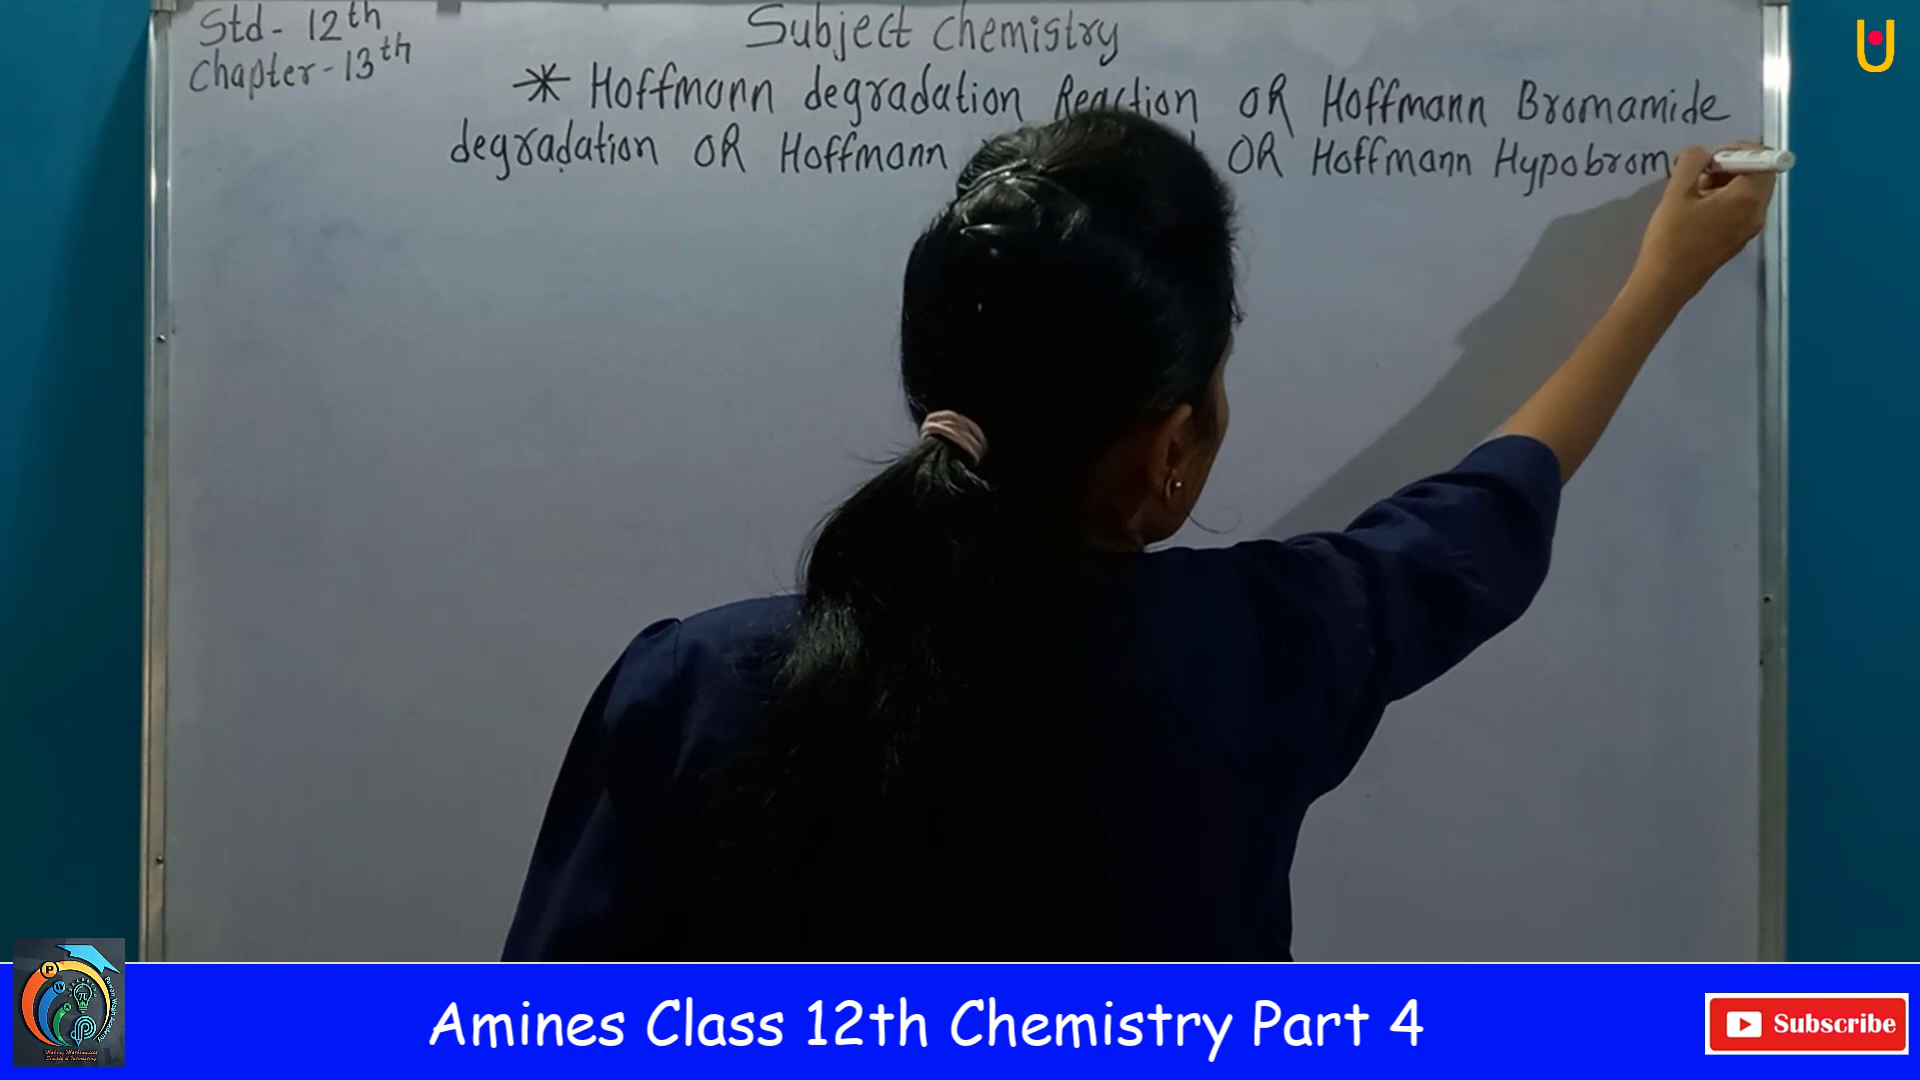 Std- 12th
Chapter-13th
Subject Chemistry
* Hoffmann degradation Reaction OR Hoffmann Bromamide
degradation OR Hoffmann OR Hoffmann Hypobrom
Amines Class 12th Chemistry Part 4
Subscribe